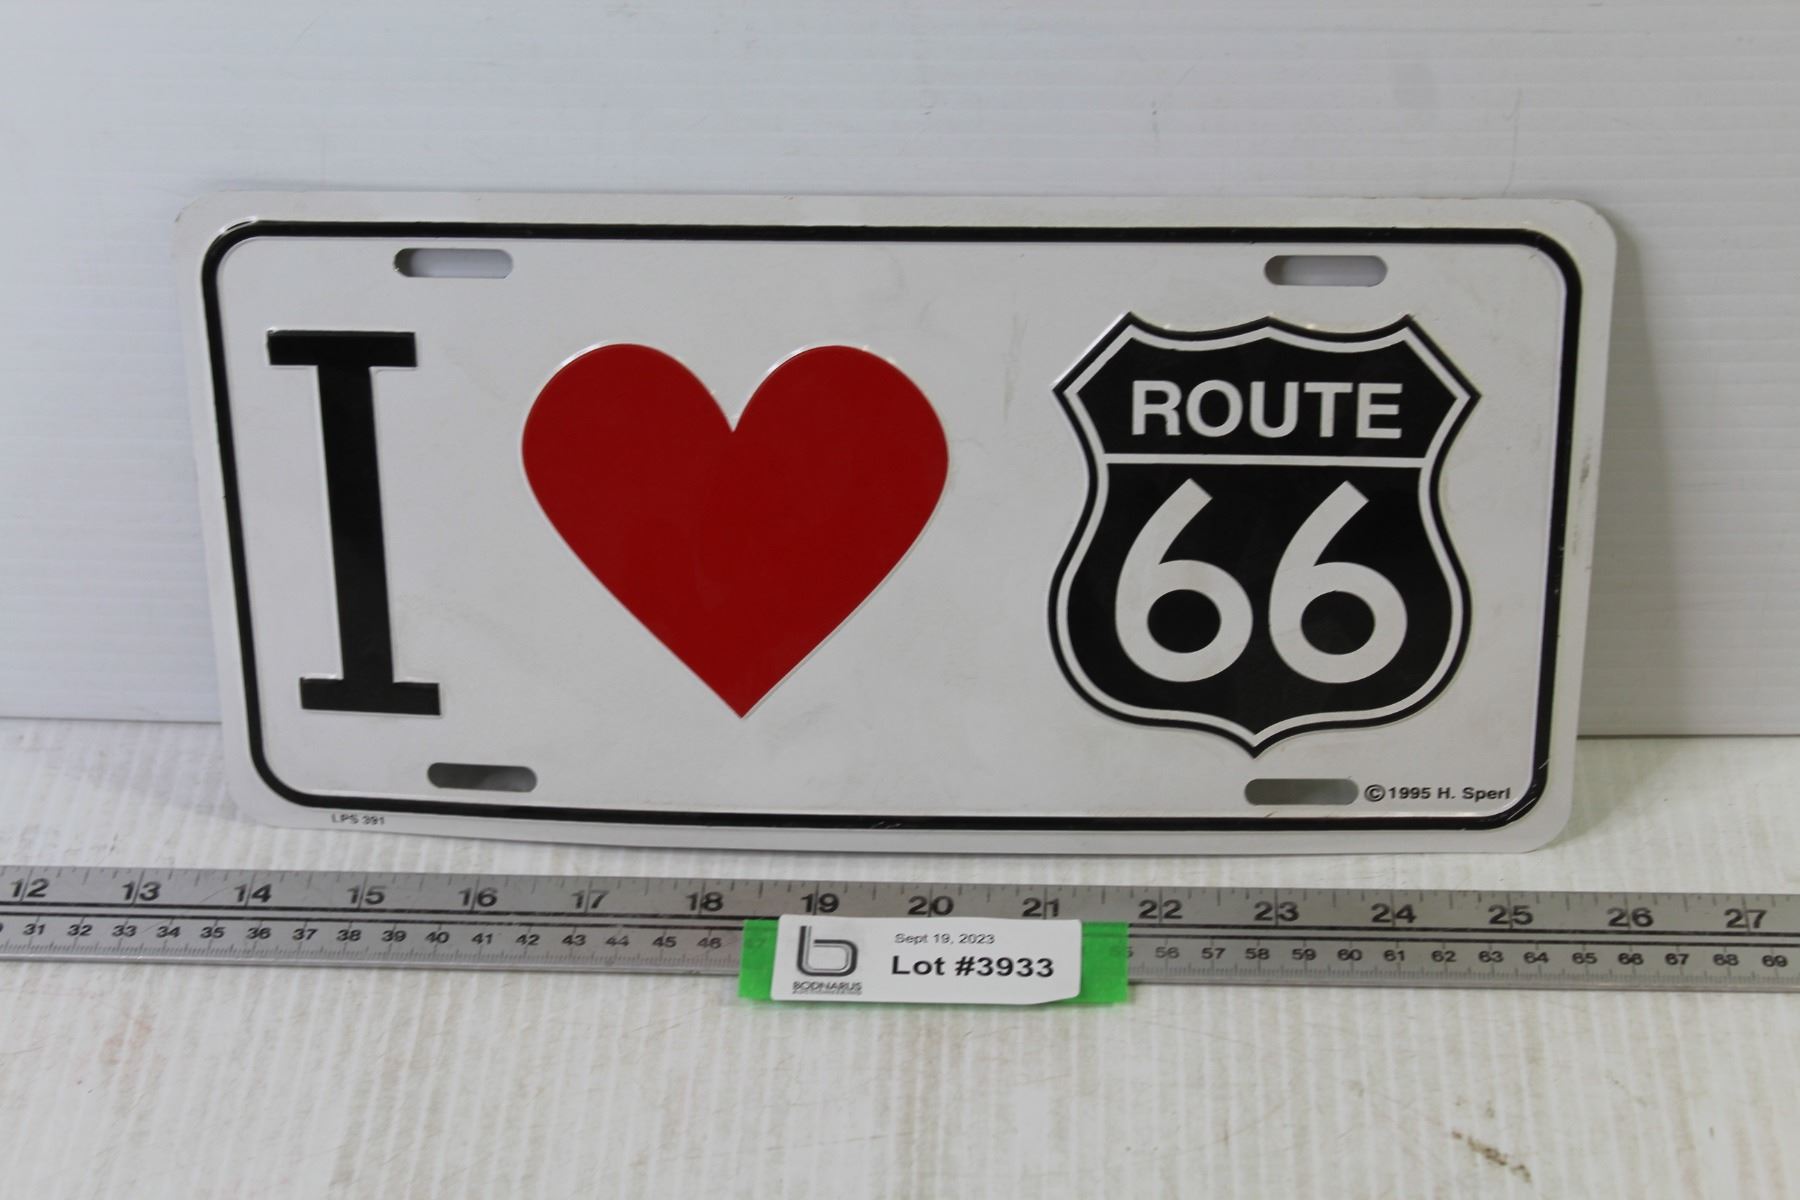 I ROUTE
66
©1995 H. Sperl
LPS 391
12 13 14 15 16 17 18 19 20 21 22 23 24 25 26 27
31 32 33 34 35 36 37 38 39 40 41 42 43 44 45 46 56 57 58 59 60 61 62 63 64 65 66 67 68 69
Sept 19, 2023
Lot #3933
BODNARUS
AUCTIONEERING